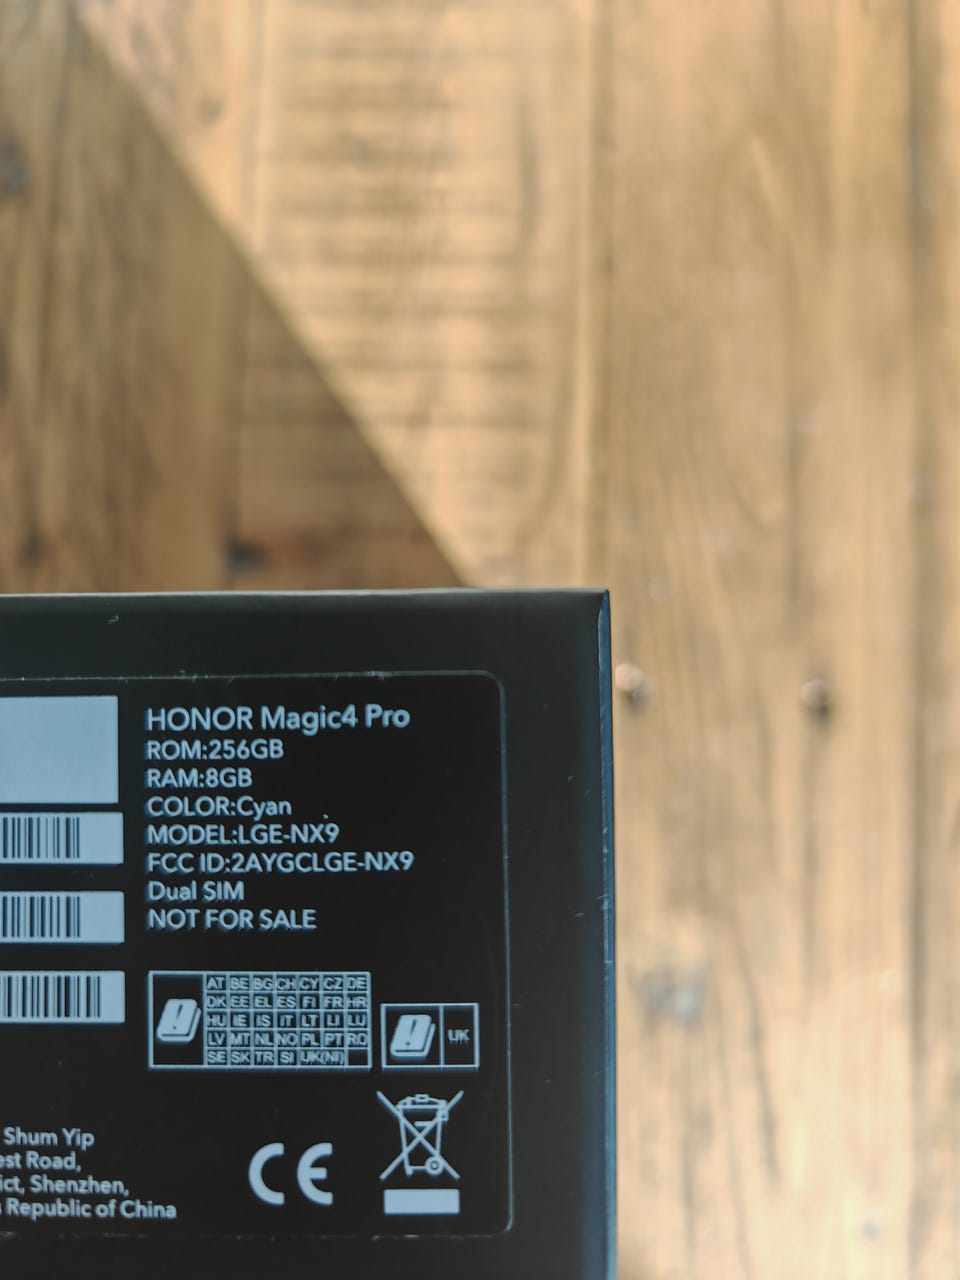 HONOR Magic4 Pro
ROM:256GB
RAM:8GB
COLOR:Cyan
MODEL:LGE-NX9
FCC ID:2AYGCLGE-NX9
Dual SIM
NOT FOR SALE
AT BE BG CH CY CZ DE
DK EE EL ES FI FR HR
HU IE IS IT LT LI LU
LV MT NL NO PL PT RO
SE SK TR SI UK(NI)
UK
Shum Yip
est Road,
ict, Shenzhen,
Republic of China
CE